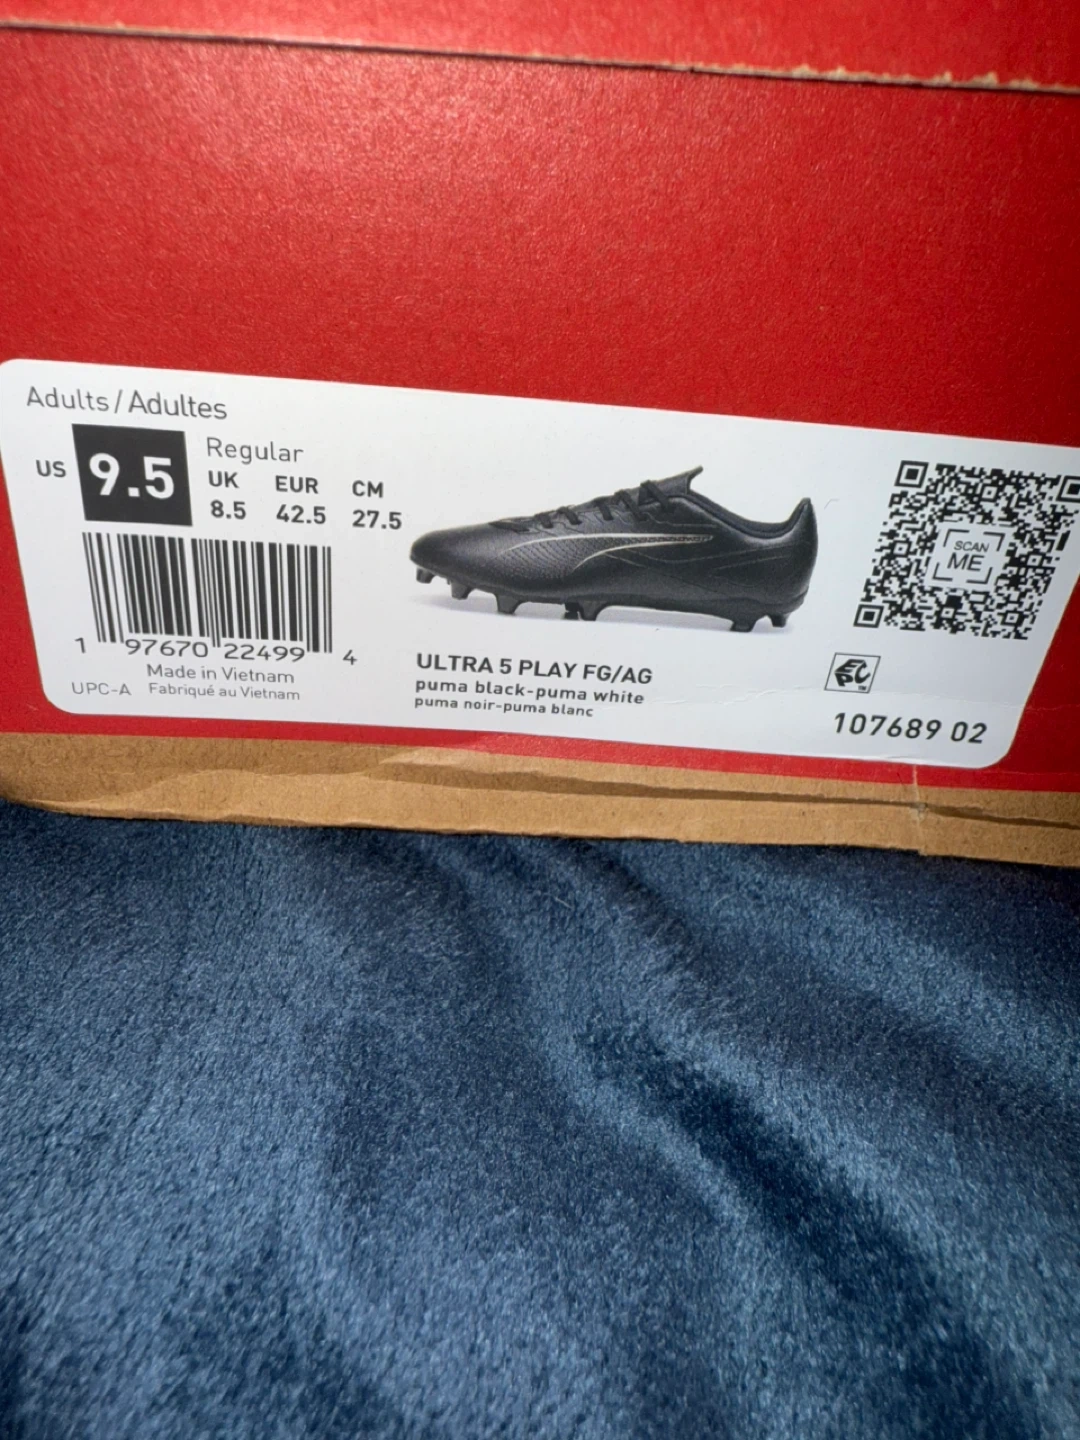 Adults/Adultes
US 9.5
Regular
UK EUR CM
8.5 42.5 27.5
1 97670 22499 4
Made in Vietnam
UPC-A Fabriqué au Vietnam
ULTRA 5 PLAY FG/AG
puma black-puma white
puma noir-puma blanc
SCAN
ME
EPC
TM
107689 02